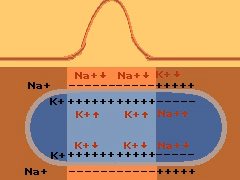 Na+↓ Na+↓ K+↓
Na+ − − − − − − − − − − + + + + +
K+ + + + + + + + + + + − − − − −
K+↑ K+↑ Na+↑
K+↓ K+↓ Na+↓
K+ + + + + + + + + + + − − − − −
Na+ − − − − − − − − − − + + + + +